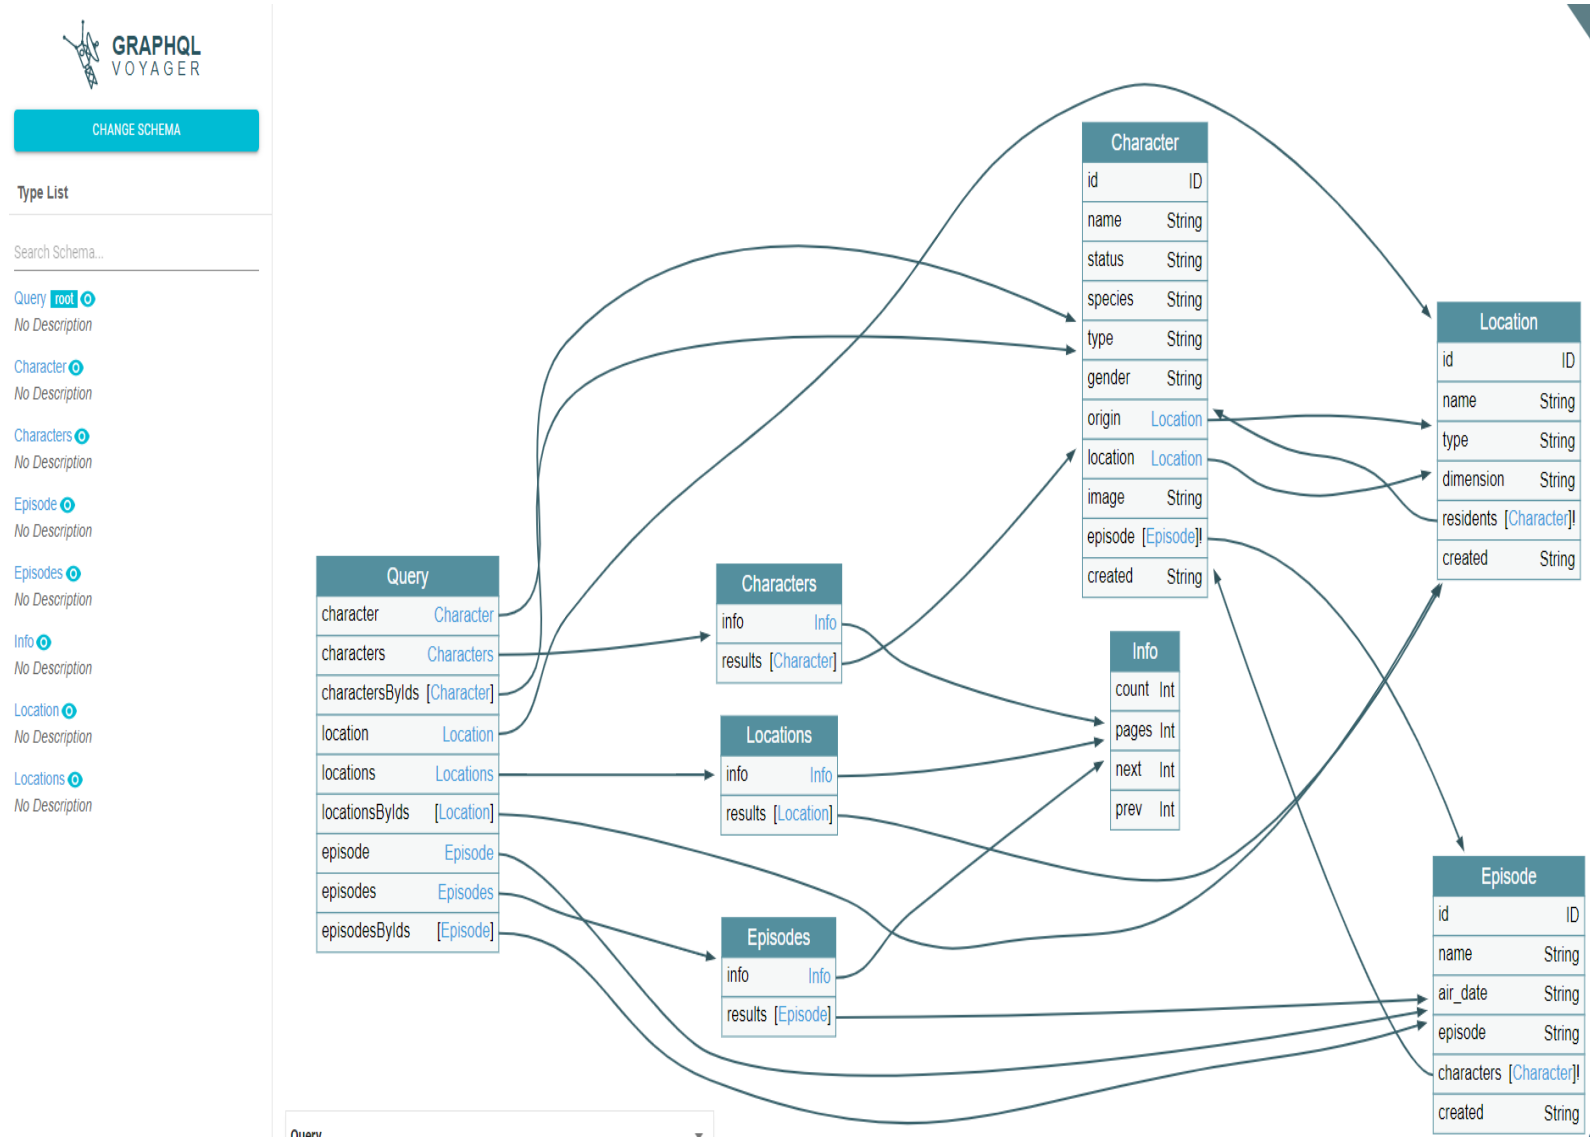 GRAPHQL
VOYAGER
CHANGE SCHEMA
Type List
Search Schema...
Query root
No Description
Character
No Description
Characters
No Description
Episode
No Description
Episodes
No Description
Info
No Description
Location
No Description
Locations
No Description
Query
character Character
characters Characters
charactersByIds [Character]
location Location
locations Locations
locationsByIds [Location]
episode Episode
episodes Episodes
episodesByIds [Episode]
Characters
info Info
results [Character]
Locations
info Info
results [Location]
Episodes
info Info
results [Episode]
Character
id ID
name String
status String
species String
type String
gender String
origin Location
location Location
image String
episode [Episode]!
created String
Info
count Int
pages Int
next Int
prev Int
Location
id ID
name String
type String
dimension String
residents [Character]!
created String
Episode
id ID
name String
air_date String
episode String
characters [Character]!
created String
Query